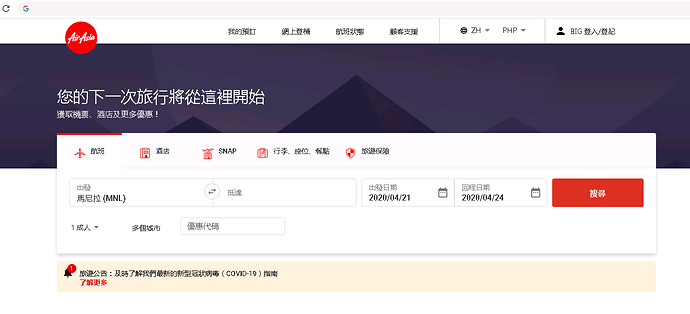 AirAsia
我的預訂 網上登機 航班狀態 顧客支援 ZH PHP BIG 登入/登記
您的下一次旅行將從這裡開始
獲取機票、酒店及更多優惠！
航班 酒店 SNAP 行李、座位、餐點 旅遊保險
出發 抵達 出發日期 回程日期
馬尼拉 (MNL) 2020/04/21 2020/04/24 搜尋
1 成人 多個城市 優惠代碼
1 旅遊公告：及時了解我們最新的新型冠狀病毒（COVID-19）指南
了解更多